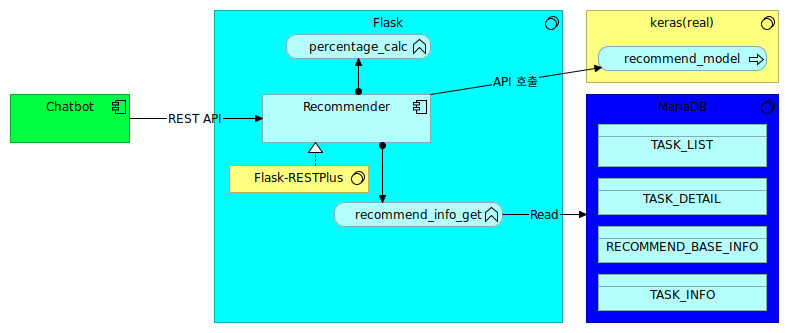 Flask
percentage_calc
keras(real)
recommend_model
API 호출
Chatbot
REST API
Recommender
MariaDB
TASK_LIST
Flask-RESTPlus
TASK_DETAIL
recommend_info_get
Read
RECOMMEND_BASE_INFO
TASK_INFO